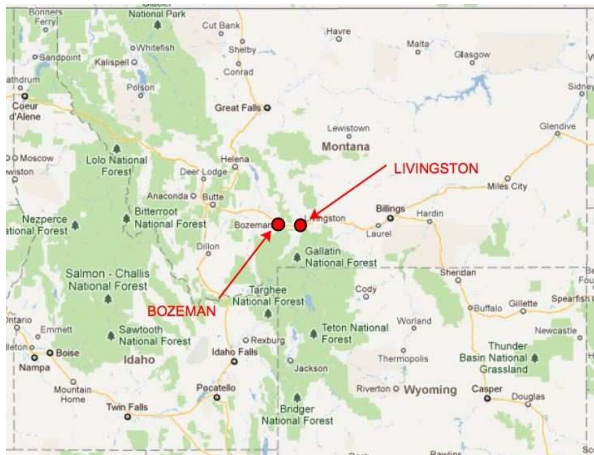 Bonners
Ferry
National Park
Cut Bank
Havre
Malta
Glasgow
Sandpoint
Whitefish
Kalispell
Shelby
Conrad
Sidney
Coeur
d'Alene
Polson
Great Falls
Lewistown
Montana
Glendive
Moscow
Lolo National
Forest
Helena
Deer Lodge
LIVINGSTON
Miles City
Anaconda
Butte
Nezperce
Bitterroot
National Forest
Bozeman
Billings
Hardin
Laurel
Dillon
Gallatin
National Forest
Salmon - Challis
National Forest
BOZEMAN
Targhee
National Forest
Cody
Sheridan
Buffalo
Gillette
Spearfish
Emmett
Sawtooth
National Forest
Rexburg
Teton National
Forest
Worland
Newcastle
Boise
Nampa
Idaho
Idaho Falls
Jackson
Thermopolis
Thunder
Basin National
Grassland
Mountain
Home
Pocatello
Riverton
Wyoming
Casper
Douglas
Twin Falls
Bridger
National Forest